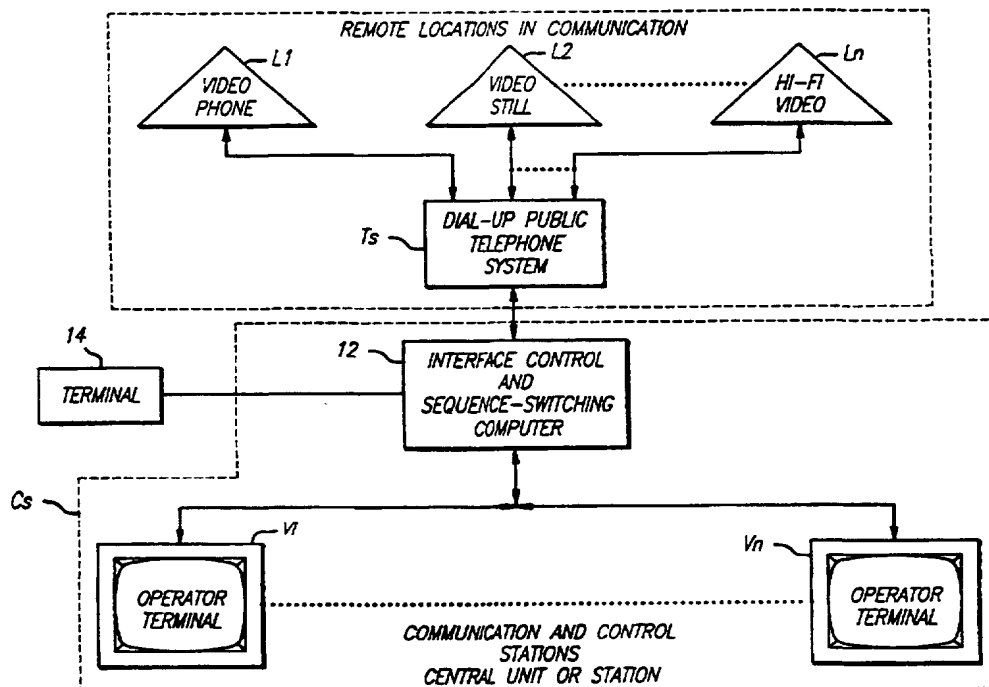 REMOTE LOCATIONS IN COMMUNICATION
L1
L2
Ln
VIDEO
PHONE
VIDEO
STILL
HI-FI
VIDEO
Ts
DIAL-UP PUBLIC
TELEPHONE
SYSTEM
14
12
TERMINAL
INTERFACE CONTROL
AND
SEQUENCE-SWITCHING
COMPUTER
Cs
V1
Vn
OPERATOR
TERMINAL
OPERATOR
TERMINAL
COMMUNICATION AND CONTROL
STATIONS
CENTRAL UNIT OR STATION